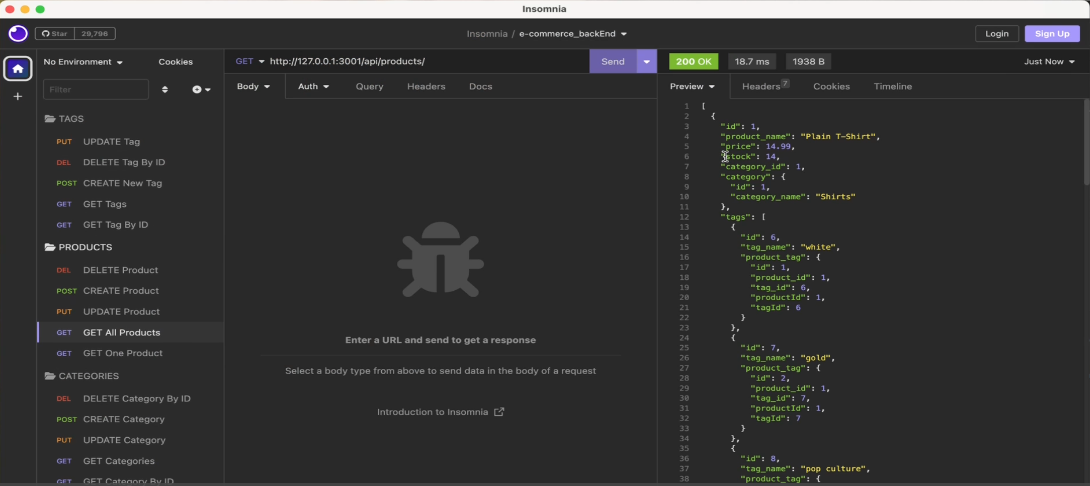 Insomnia
Star 29,796
Insomnia / e-commerce_backEnd
Login
Sign Up
No Environment
Cookies
Filter
TAGS
PUT UPDATE Tag
DEL DELETE Tag By ID
POST CREATE New Tag
GET GET Tags
GET GET Tag By ID
PRODUCTS
DEL DELETE Product
POST CREATE Product
PUT UPDATE Product
GET GET All Products
GET GET One Product
CATEGORIES
DEL DELETE Category By ID
POST CREATE Category
PUT UPDATE Category
GET GET Categories
GET GET Category By ID
GET http://127.0.0.1:3001/api/products/
Send
Body
Auth
Query
Headers
Docs
Enter a URL and send to get a response
Select a body type from above to send data in the body of a request
Introduction to Insomnia
200 OK
18.7 ms
1938 B
Just Now
Preview
Headers 7
Cookies
Timeline
1 [
2 {
3 "id": 1,
4 "product_name": "Plain T-Shirt",
5 "price": 14.99,
6 "stock": 14,
7 "category_id": 1,
8 "category": {
9 "id": 1,
10 "category_name": "Shirts"
11 },
12 "tags": [
13 {
14 "id": 6,
15 "tag_name": "white",
16 "product_tag": {
17 "id": 1,
18 "product_id": 1,
19 "tag_id": 6,
20 "productId": 1,
21 "tagId": 6
22 }
23 },
24 {
25 "id": 7,
26 "tag_name": "gold",
27 "product_tag": {
28 "id": 2,
29 "product_id": 1,
30 "tag_id": 7,
31 "productId": 1,
32 "tagId": 7
33 }
34 },
35 {
36 "id": 8,
37 "tag_name": "pop culture",
38 "product_tag": {